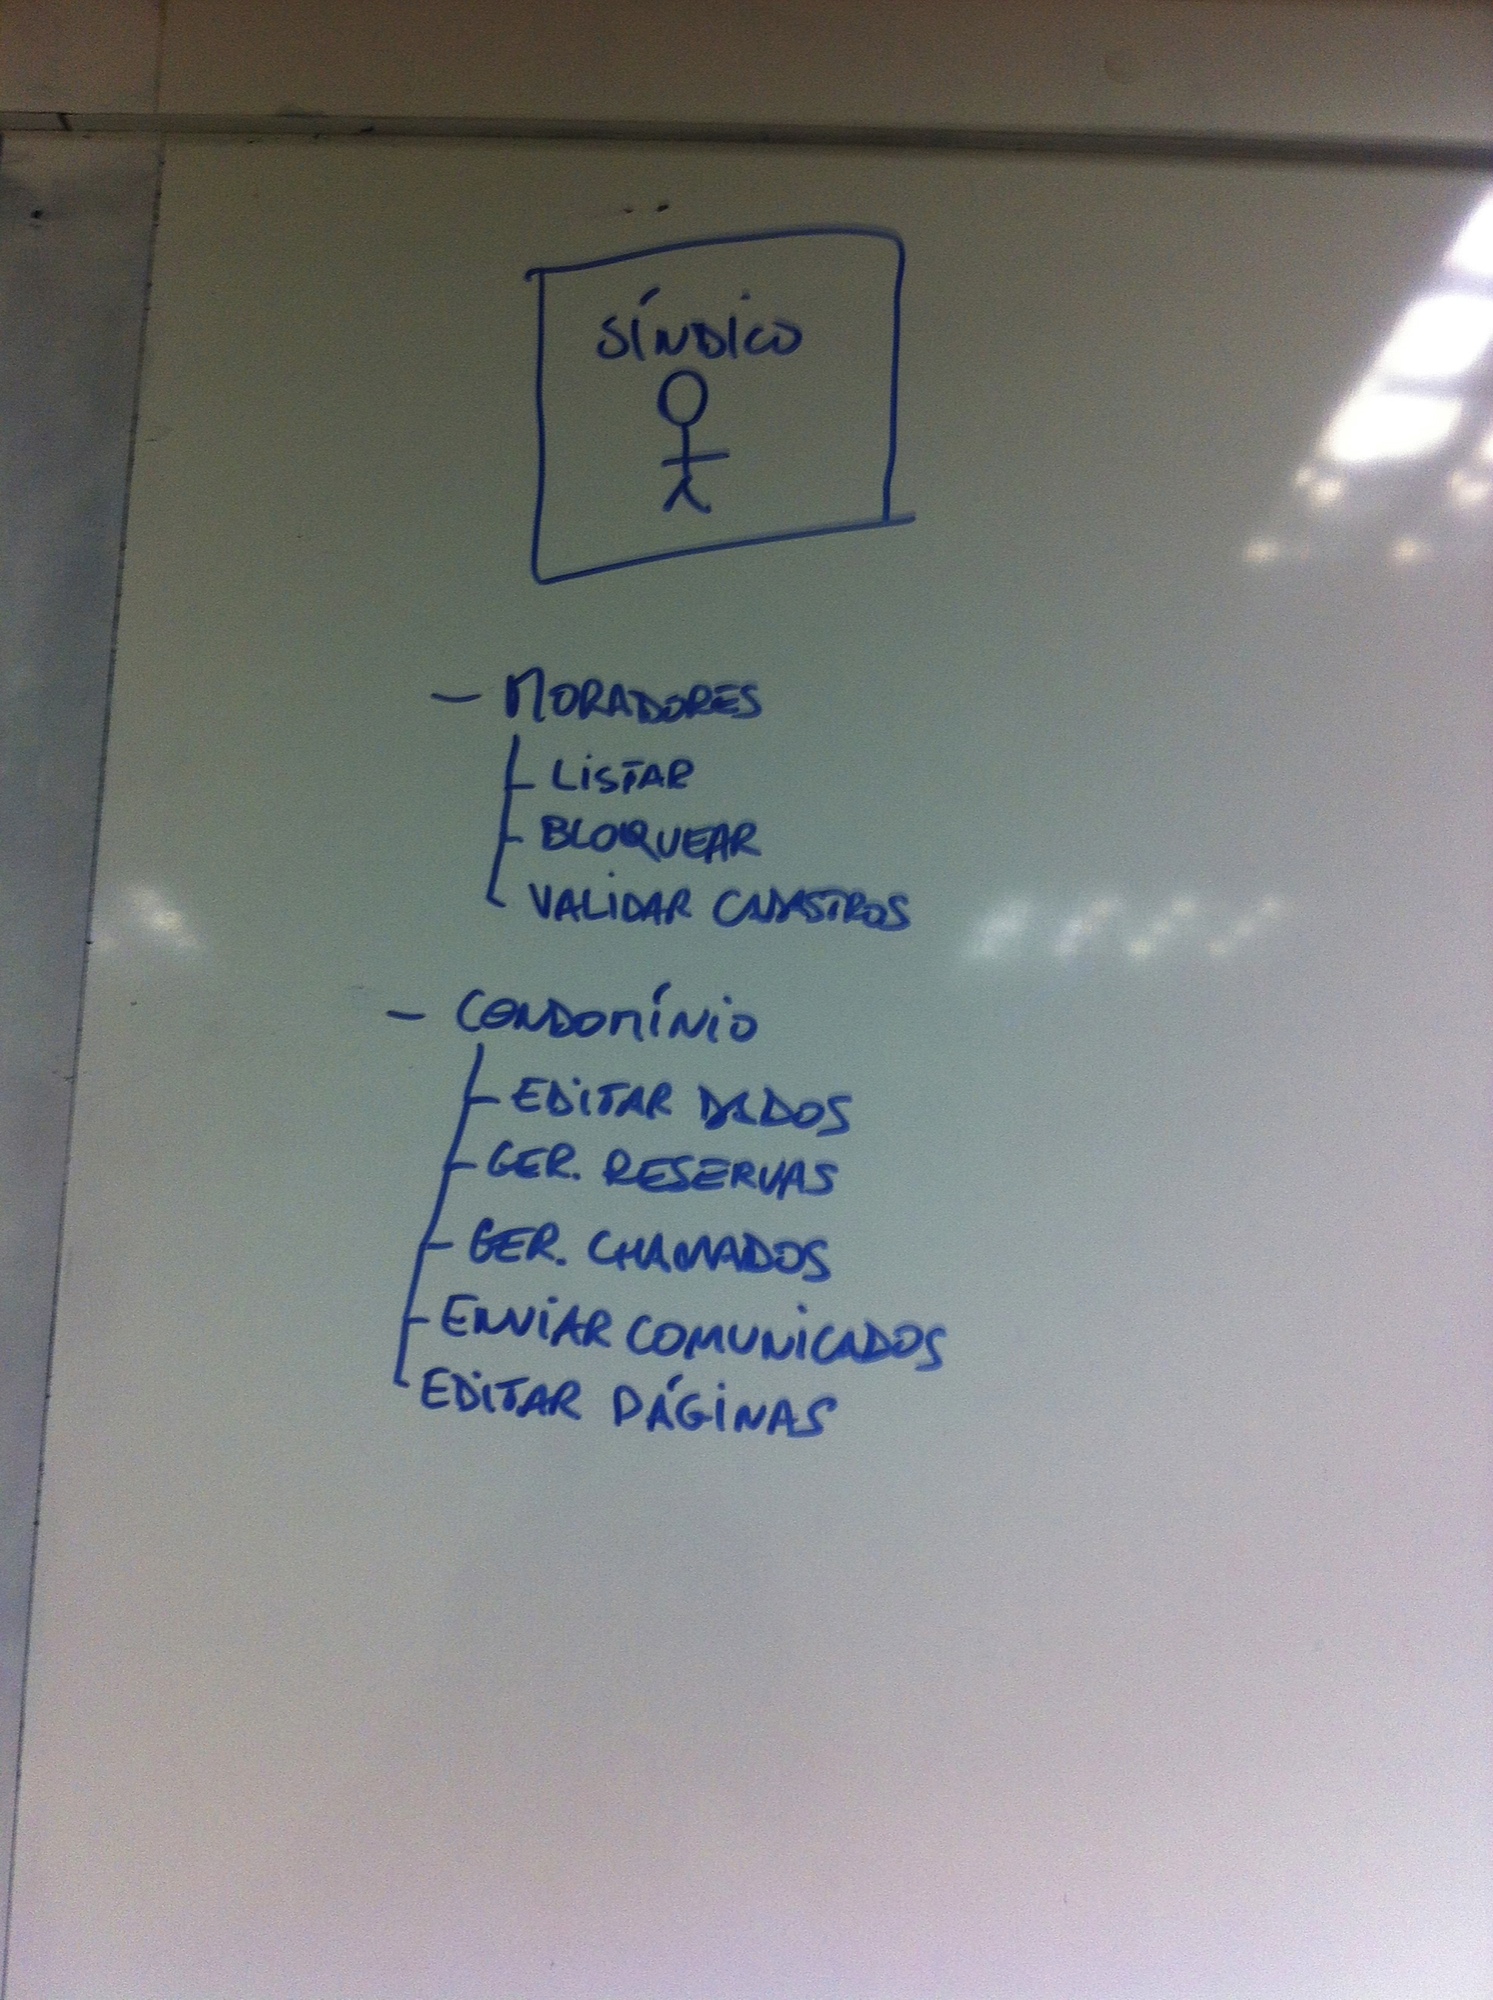 SÍNDICO
- MORADORES
LISTAR
BLOQUEAR
VALIDAR CADASTROS
- CONDOMÍNIO
EDITAR DADOS
GER. RESERVAS
GER. CHAMADOS
ENVIAR COMUNICADOS
EDITAR PÁGINAS